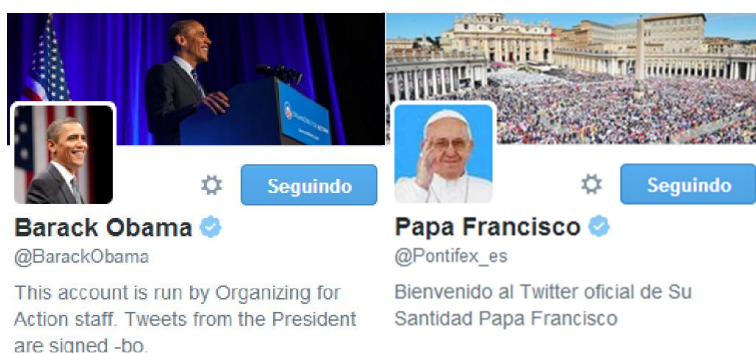 Seguindo
Barack Obama
@BarackObama
This account is run by Organizing for
Action staff. Tweets from the President
are signed -bo.
Seguindo
Papa Francisco
@Pontifex_es
Bienvenido al Twitter oficial de Su
Santidad Papa Francisco